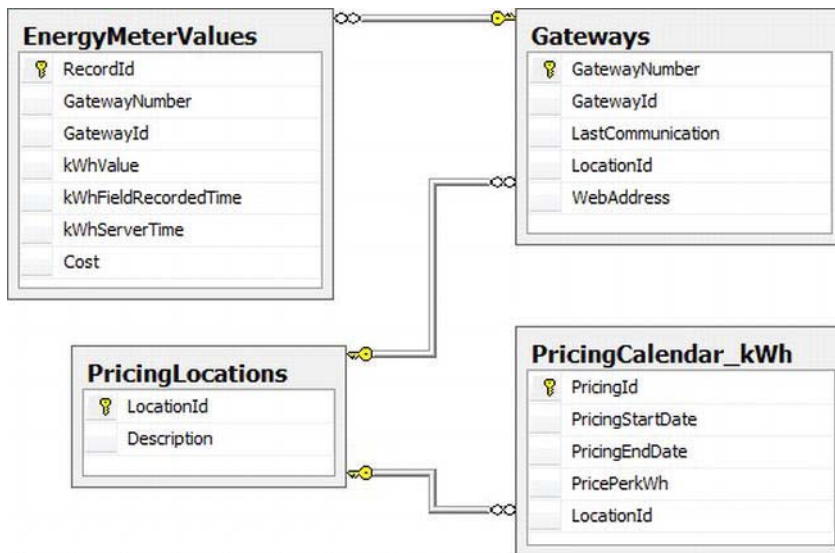 EnergyMeterValues
RecordId
GatewayNumber
GatewayId
kWhValue
kWhFieldRecordedTime
kWhServerTime
Cost
Gateways
GatewayNumber
GatewayId
LastCommunication
LocationId
WebAddress
PricingLocations
LocationId
Description
PricingCalendar_kWh
PricingId
PricingStartDate
PricingEndDate
PricePerkWh
LocationId